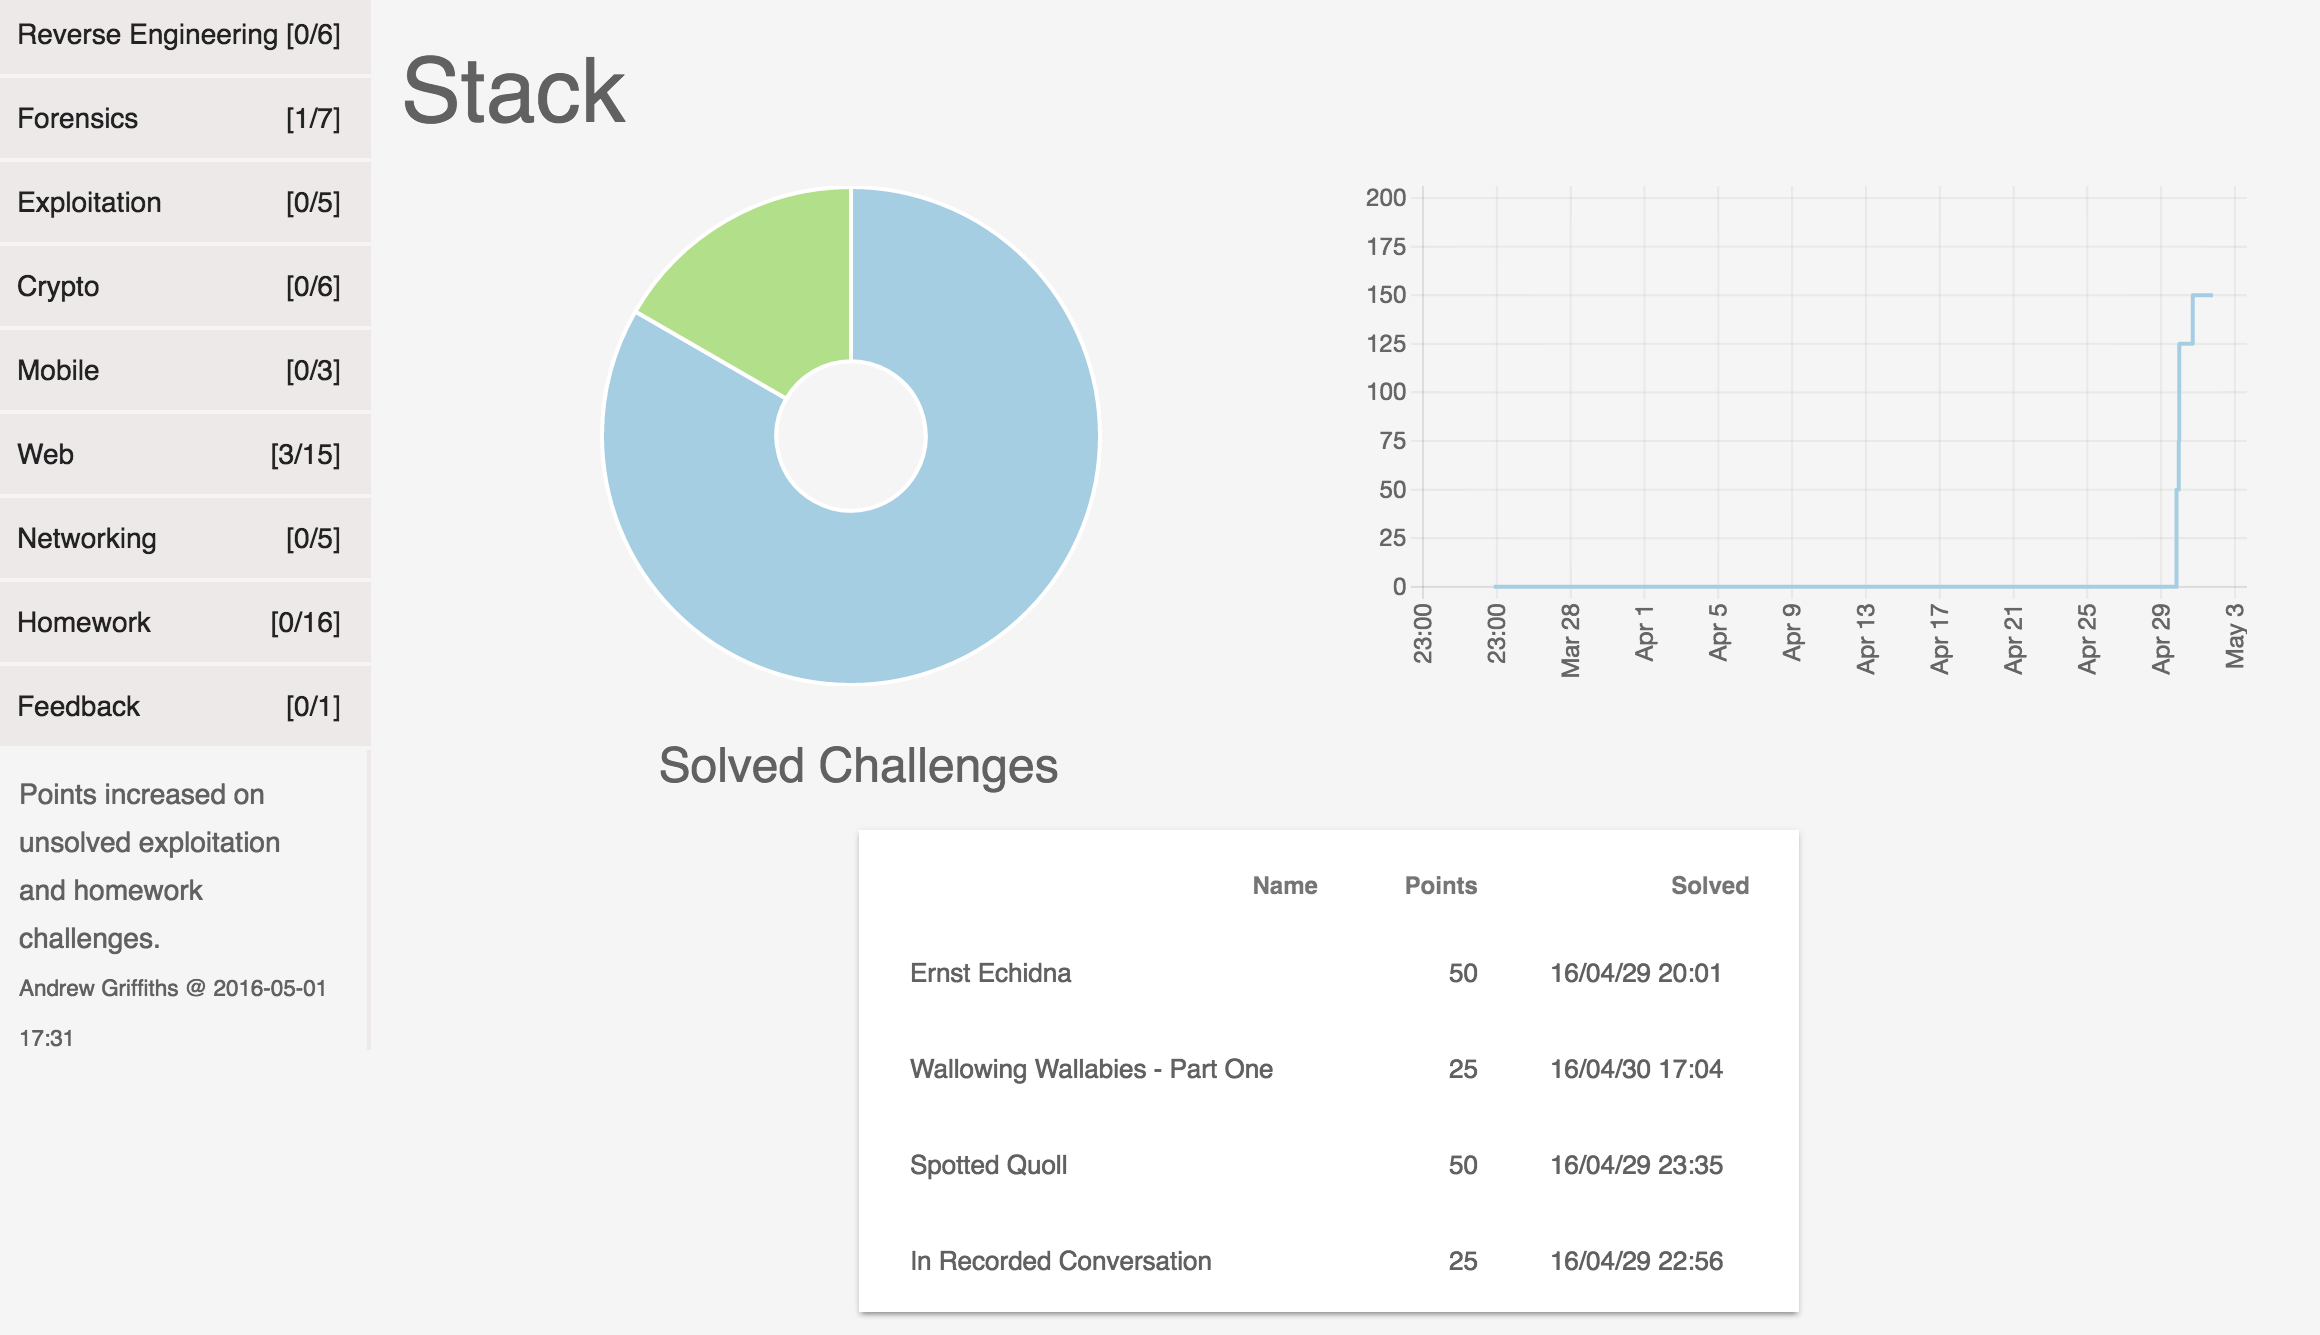 Reverse Engineering [0/6]
Forensics [1/7]
Exploitation [0/5]
Crypto [0/6]
Mobile [0/3]
Web [3/15]
Networking [0/5]
Homework [0/16]
Feedback [0/1]
Points increased on
unsolved exploitation
and homework
challenges.
Andrew Griffiths @ 2016-05-01
17:31
Stack
200
175
150
125
100
75
50
25
0
23:00
23:00
Mar 28
Apr 1
Apr 5
Apr 9
Apr 13
Apr 17
Apr 21
Apr 25
Apr 29
May 3
Solved Challenges
Name Points Solved
Ernst Echidna 50 16/04/29 20:01
Wallowing Wallabies - Part One 25 16/04/30 17:04
Spotted Quoll 50 16/04/29 23:35
In Recorded Conversation 25 16/04/29 22:56